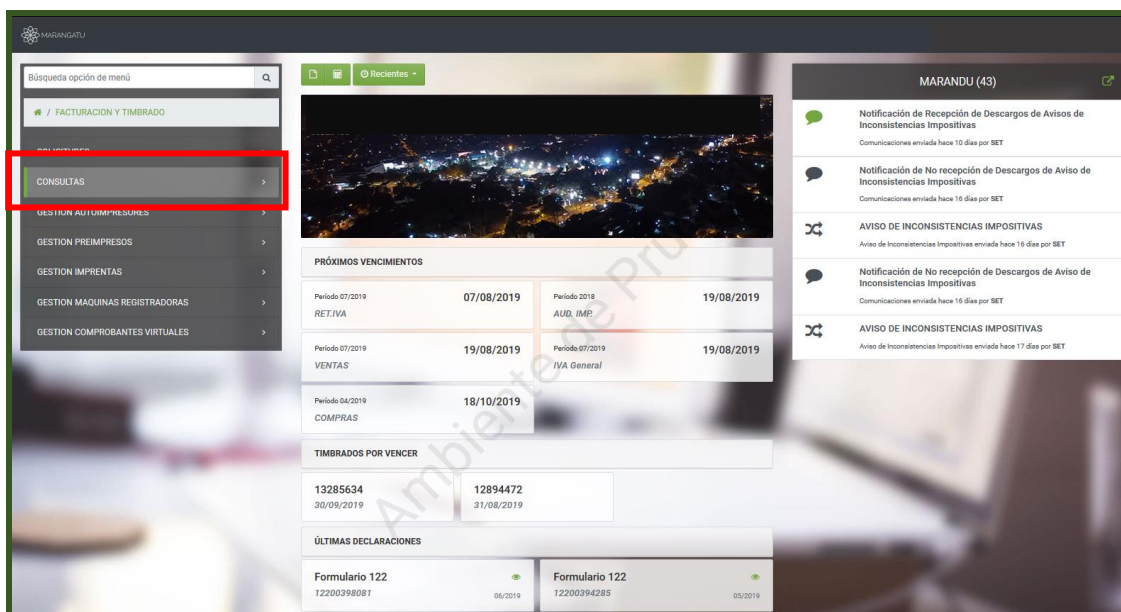 MARANGATU
Búsqueda opción de menú
/ FACTURACION Y TIMBRADO
SOLICITUDES
CONSULTAS
GESTION AUTOIMPRESORES
GESTION PREIMPRESOS
GESTION IMPRENTAS
GESTION MAQUINAS REGISTRADORAS
GESTION COMPROBANTES VIRTUALES
Recientes
PRÓXIMOS VENCIMIENTOS
Período 07/2019 07/08/2019
RET.IVA
Período 2018 19/08/2019
AUD. IMP.
Período 07/2019 19/08/2019
VENTAS
Período 07/2019 19/08/2019
IVA General
Período 04/2019 18/10/2019
COMPRAS
TIMBRADOS POR VENCER
13285634
30/09/2019
12894472
31/08/2019
ÚLTIMAS DECLARACIONES
Formulario 122
12200398081 06/2019
Formulario 122
12200394285 05/2019
Ambiente de Pru
MARANDU (43)
Notificación de Recepción de Descargos de Avisos de
Inconsistencias Impositivas
Comunicaciones enviada hace 10 días por SET
Notificación de No recepción de Descargos de Aviso de
Inconsistencias Impositivas
Comunicaciones enviada hace 16 días por SET
AVISO DE INCONSISTENCIAS IMPOSITIVAS
Aviso de Inconsistencias Impositivas enviada hace 16 días por SET
Notificación de No recepción de Descargos de Aviso de
Inconsistencias Impositivas
Comunicaciones enviada hace 16 días por SET
AVISO DE INCONSISTENCIAS IMPOSITIVAS
Aviso de Inconsistencias Impositivas enviada hace 17 días por SET